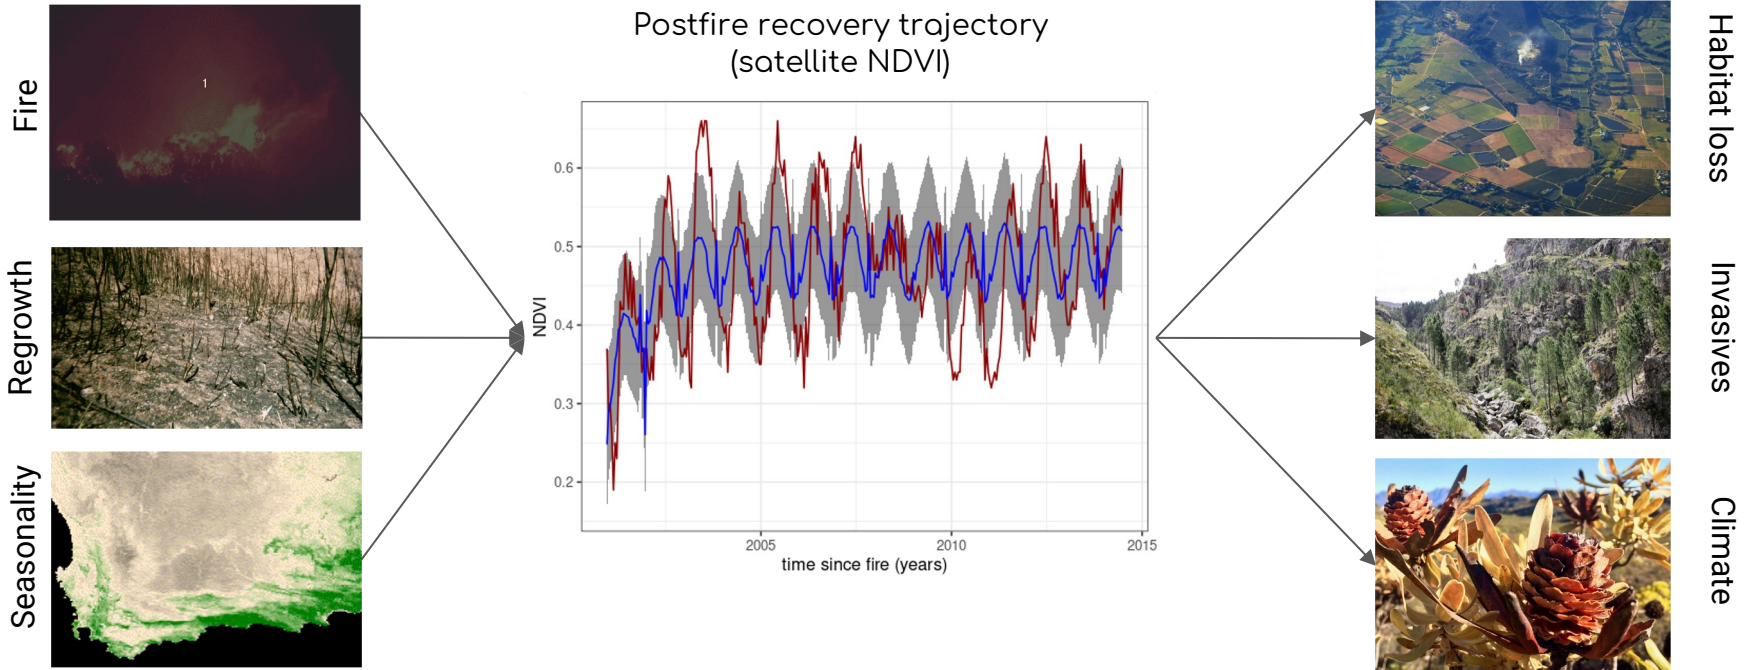 Fire
Regrowth
Seasonality
1
Postfire recovery trajectory
(satellite NDVI)
NDVI
0.6
0.5
0.4
0.3
0.2
2005
2010
2015
time since fire (years)
Habitat loss
Invasives
Climate